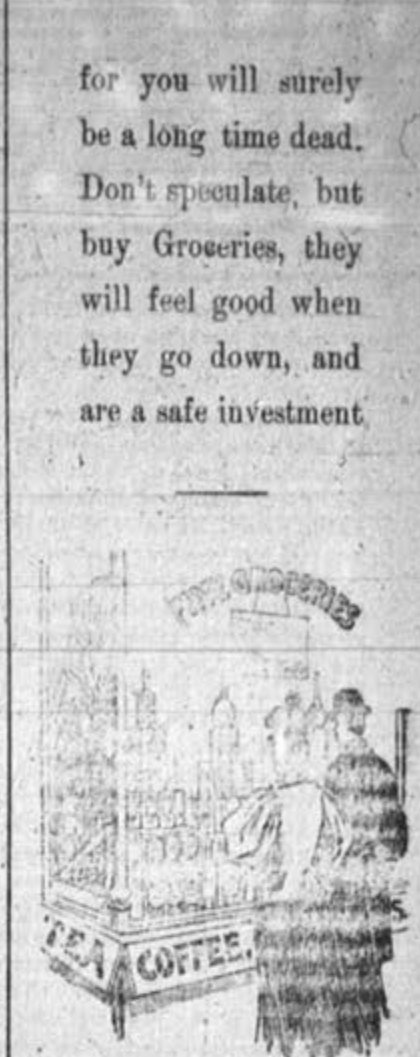 for you will surely
be a long time dead.
Don't speculate, but
buy Groceries, they
will feel good when
they go down, and
are a safe investment
FINE GROCERIES
TEA COFFEE.
S